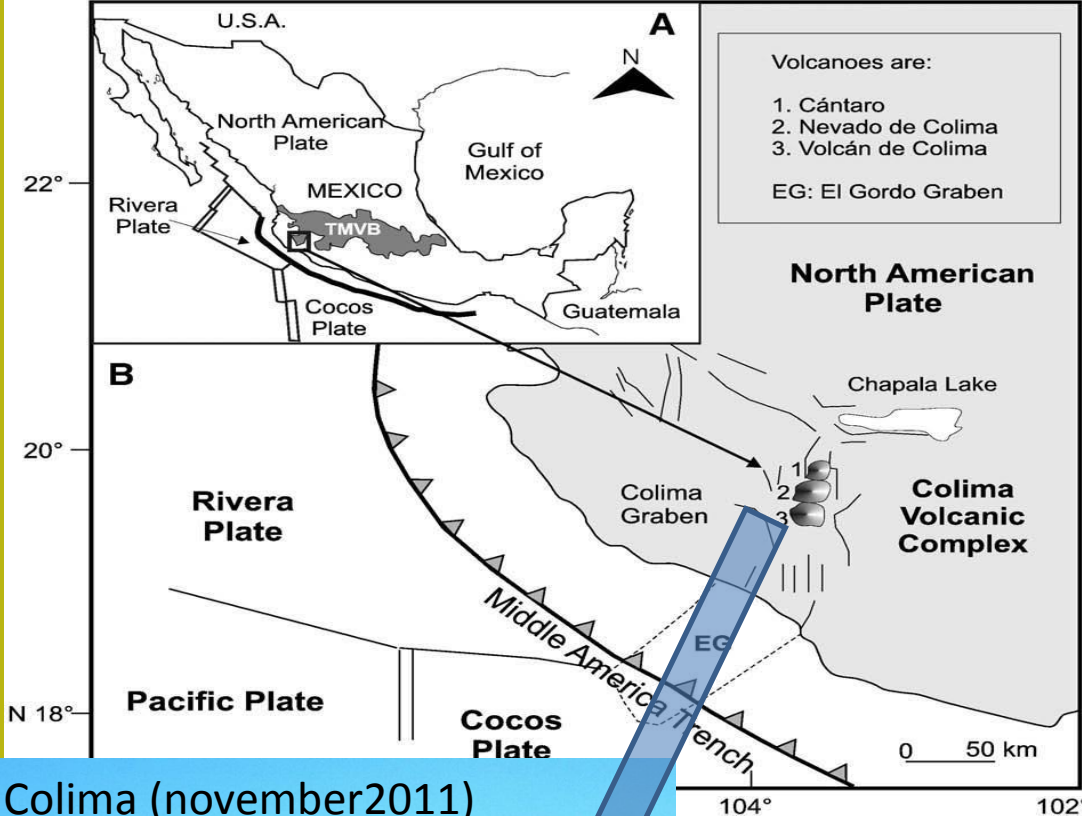 U.S.A.
A
N
North American
Plate
Gulf of
Mexico
22°
MEXICO
Rivera
Plate
TMVB
Cocos
Plate
Guatemala
Volcanoes are:
1. Cántaro
2. Nevado de Colima
3. Volcán de Colima
EG: El Gordo Graben
North American
Plate
B
Chapala Lake
20°
1
2
3
Colima
Graben
Colima
Volcanic
Complex
Rivera
Plate
Middle America Trench
EG
Pacific Plate
N 18°
Cocos
Plate
0 50 km
Colima (november2011)
104°
102°